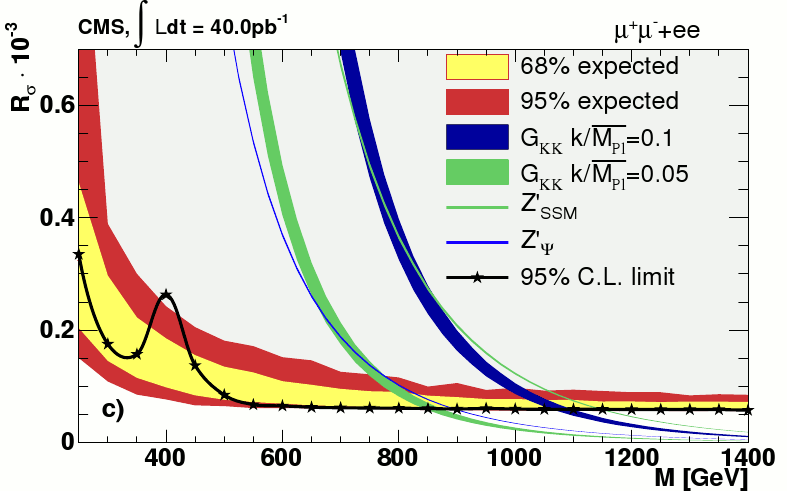 CMS, ∫ Ldt = 40.0pb⁻¹
μ⁺μ⁻+ee
R_σ · 10⁻³
68% expected
95% expected
G_KK k/M̅_Pl=0.1
G_KK k/M̅_Pl=0.05
Z'_SSM
Z'_Ψ
95% C.L. limit
0.6
0.4
0.2
0
c)
400 600 800 1000 1200 1400
M [GeV]